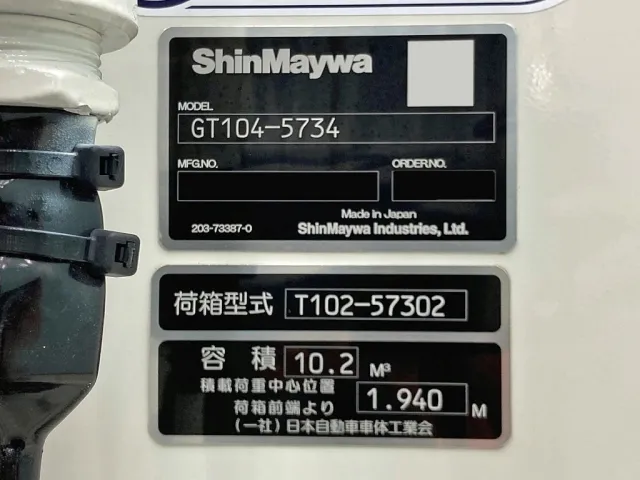 ShinMaywa
MODEL
GT104-5734
MFG.NO. ORDER.NO.
Made in Japan
203-73387-0 ShinMaywa Industries, Ltd.
荷箱型式 T102-57302
容積 10.2 M³
積載荷重中心位置
荷箱前端より 1.940 M
(一社)日本自動車車体工業会